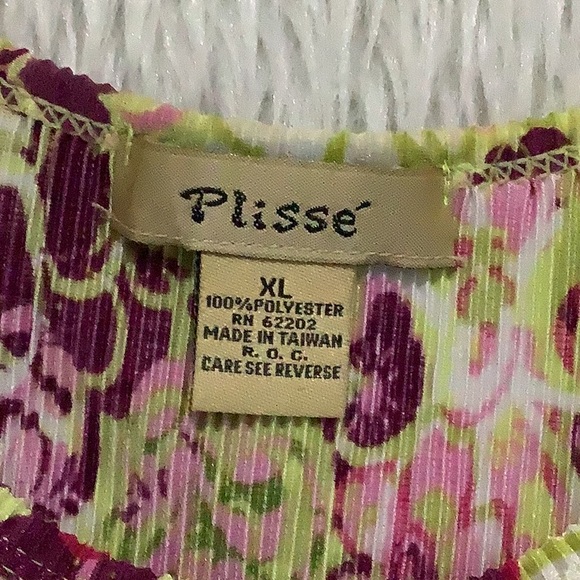 Plissé
XL
100% POLYESTER
RN 62202
MADE IN TAIWAN
R. O. C.
CARE SEE REVERSE